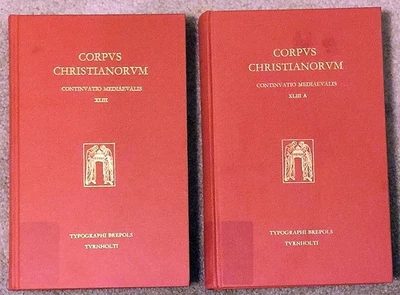 CORPVS
CHRISTIANORVM
CONTINVATIO MEDIAEVALIS
XLIII
TYPOGRAPHI BREPOLS
TVRNHOLTI
CORPVS
CHRISTIANORVM
CONTINVATIO MEDIAEVALIS
XLIII A
TYPOGRAPHI BREPOLS
TVRNHOLTI